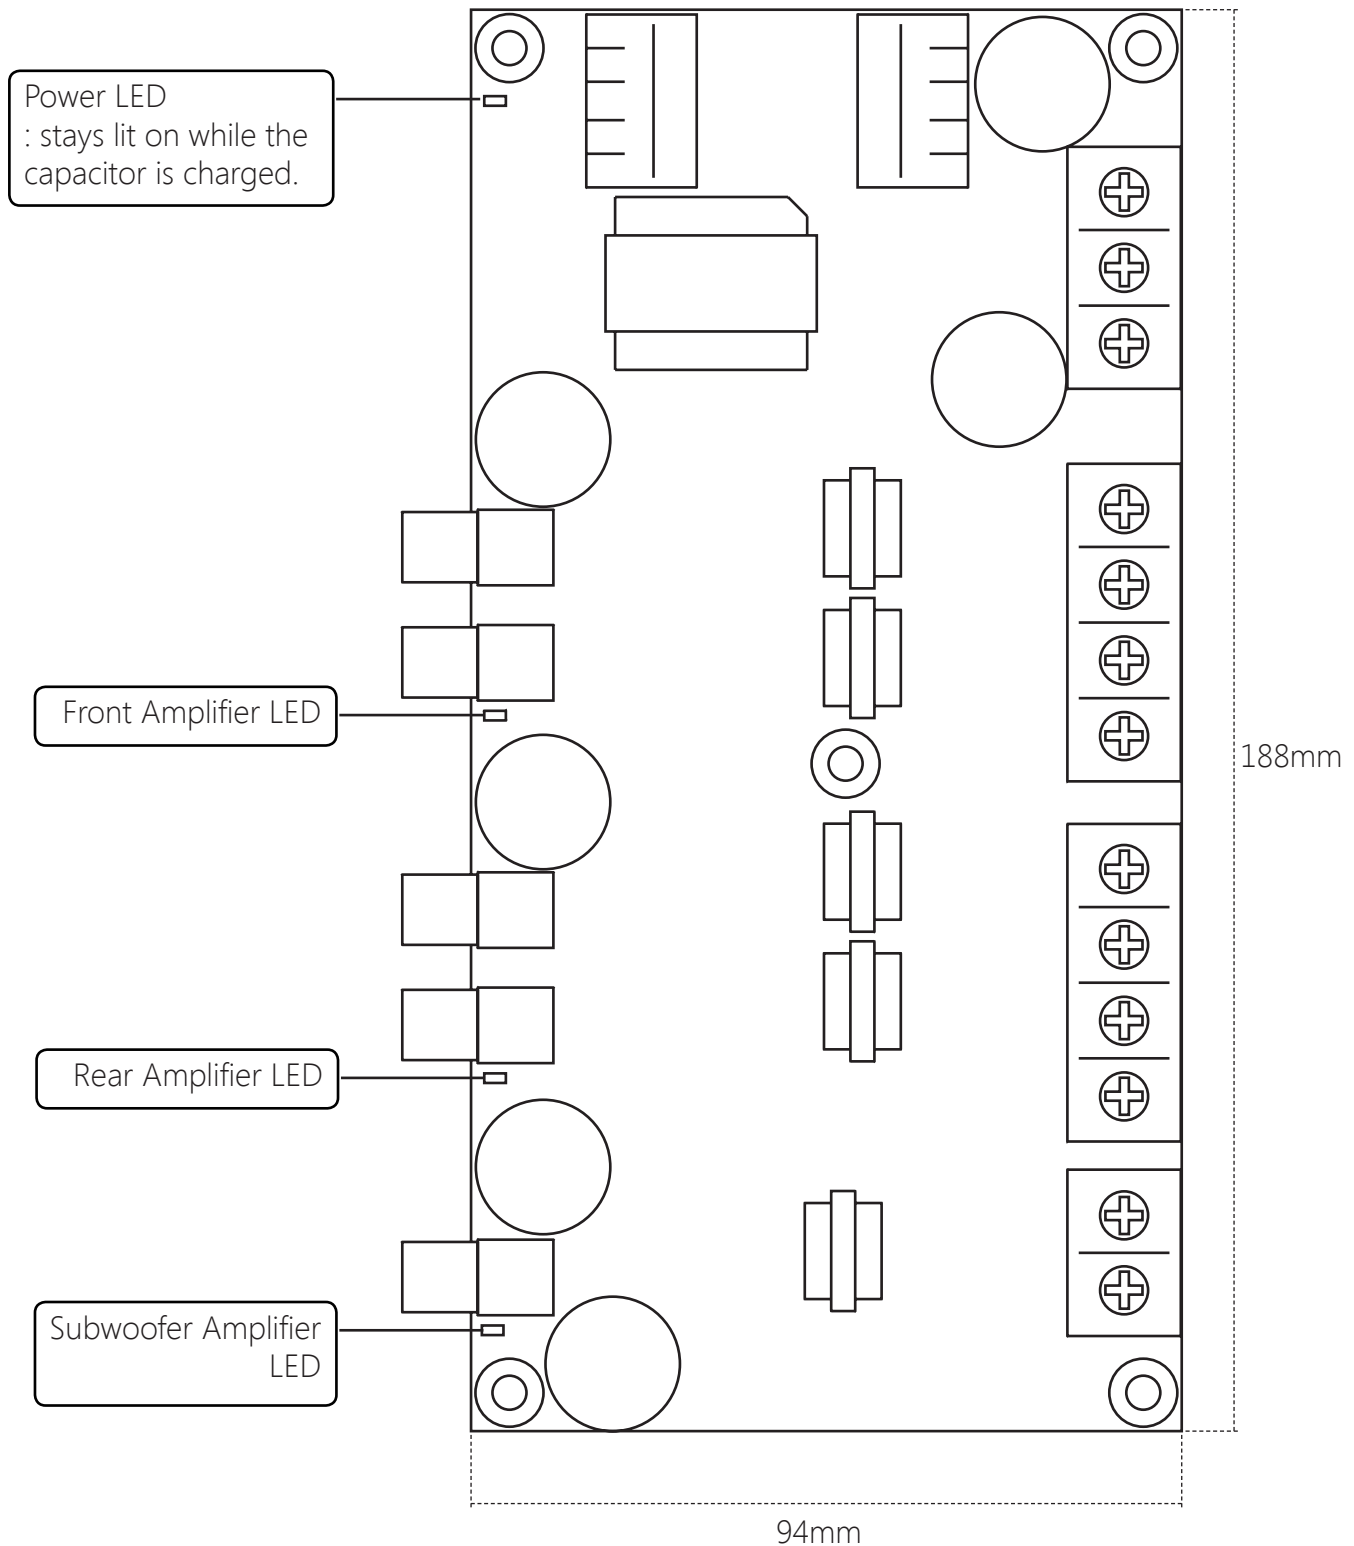 Power LED
: stays lit on while the
capacitor is charged.
Front Amplifier LED
188mm
Rear Amplifier LED
Subwoofer Amplifier
LED
94mm